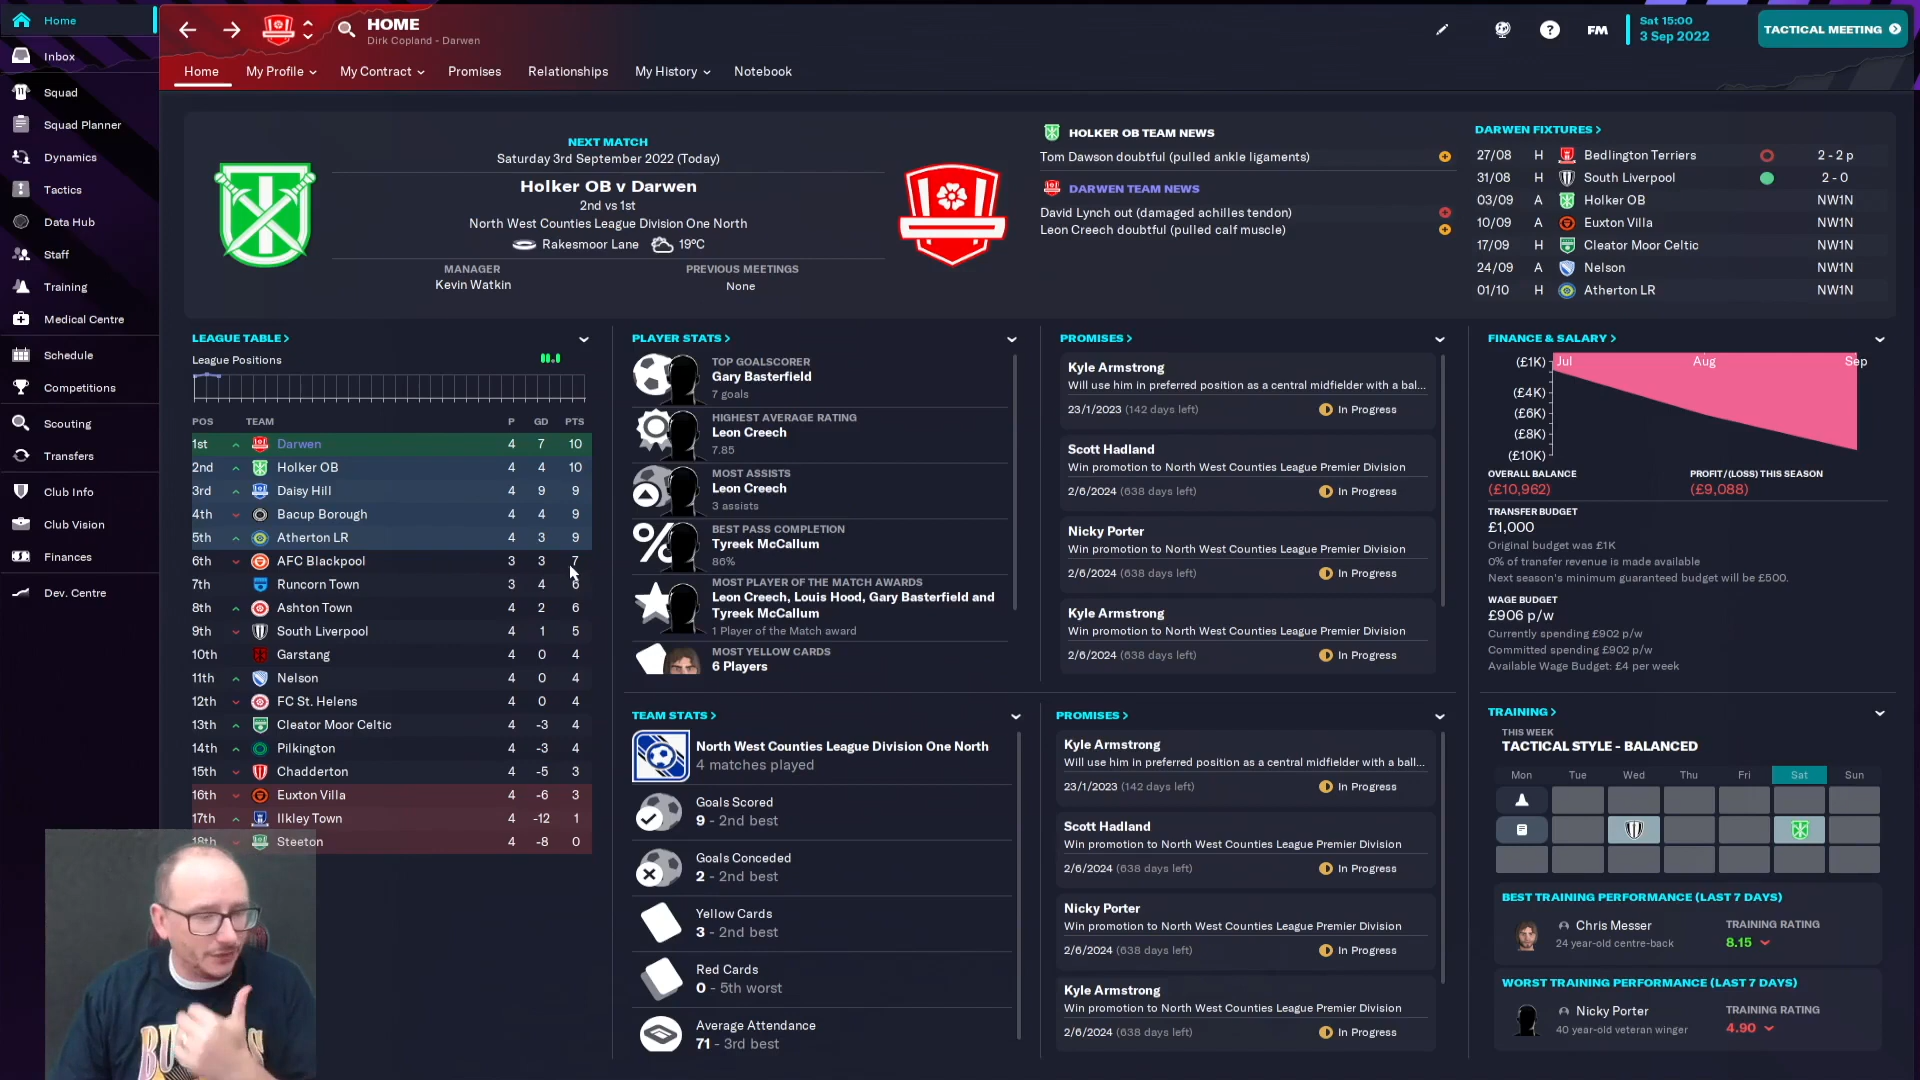 Home
Inbox
Squad
Squad Planner
Dynamics
Tactics
Data Hub
Staff
Training
Medical Centre
Schedule
Competitions
Scouting
Transfers
Club Info
Club Vision
Finances
Dev. Centre
HOME
Dirk Copland - Darwen
FM
Sat 15:00
3 Sep 2022
TACTICAL MEETING
Home My Profile My Contract Promises Relationships My History Notebook
NEXT MATCH
Saturday 3rd September 2022 (Today)
Holker OB v Darwen
2nd vs 1st
North West Counties League Division One North
Rakesmoor Lane 19°C
MANAGER
Kevin Watkin
PREVIOUS MEETINGS
None
HOLKER OB TEAM NEWS
Tom Dawson doubtful (pulled ankle ligaments)
DARWEN TEAM NEWS
David Lynch out (damaged achilles tendon)
Leon Creech doubtful (pulled calf muscle)
DARWEN FIXTURES >
27/08 H Bedlington Terriers 2 - 2 p
31/08 H South Liverpool 2 - 0
03/09 A Holker OB NW1N
10/09 A Euxton Villa NW1N
17/09 H Cleator Moor Celtic NW1N
24/09 A Nelson NW1N
01/10 H Atherton LR NW1N
LEAGUE TABLE >
League Positions
POS TEAM P GD PTS
1st Darwen 4 7 10
2nd Holker OB 4 4 10
3rd Daisy Hill 4 9 9
4th Bacup Borough 4 4 9
5th Atherton LR 4 3 9
6th AFC Blackpool 3 3 7
7th Runcorn Town 3 4 6
8th Ashton Town 4 2 6
9th South Liverpool 4 1 5
10th Garstang 4 0 4
11th Nelson 4 0 4
12th FC St. Helens 4 0 4
13th Cleator Moor Celtic 4 -3 4
14th Pilkington 4 -3 4
15th Chadderton 4 -5 3
16th Euxton Villa 4 -6 3
17th Ilkley Town 4 -12 1
18th Steeton 4 -8 0
PLAYER STATS >
TOP GOALSCORER
Gary Basterfield
7 goals
HIGHEST AVERAGE RATING
Leon Creech
7.85
MOST ASSISTS
Leon Creech
3 assists
BEST PASS COMPLETION
Tyreek McCallum
86%
MOST PLAYER OF THE MATCH AWARDS
Leon Creech, Louis Hood, Gary Basterfield and
Tyreek McCallum
1 Player of the Match award
MOST YELLOW CARDS
6 Players
PROMISES >
Kyle Armstrong
Will use him in preferred position as a central midfielder with a bal...
23/1/2023 (142 days left) In Progress
Scott Hadland
Win promotion to North West Counties League Premier Division
2/6/2024 (638 days left) In Progress
Nicky Porter
Win promotion to North West Counties League Premier Division
2/6/2024 (638 days left) In Progress
Kyle Armstrong
Win promotion to North West Counties League Premier Division
2/6/2024 (638 days left) In Progress
FINANCE & SALARY >
(£1K) Jul Aug Sep
(£4K)
(£6K)
(£8K)
(£10K)
OVERALL BALANCE
(£10,962)
PROFIT/(LOSS) THIS SEASON
(£9,088)
TRANSFER BUDGET
£1,000
Original budget was £1K
0% of transfer revenue is made available
Next season's minimum guaranteed budget will be £500.
WAGE BUDGET
£906 p/w
Currently spending £902 p/w
Committed spending £902 p/w
Available Wage Budget: £4 per week
TEAM STATS >
North West Counties League Division One North
4 matches played
Goals Scored
9 - 2nd best
Goals Conceded
2 - 2nd best
Yellow Cards
3 - 2nd best
Red Cards
0 - 5th worst
Average Attendance
71 - 3rd best
PROMISES >
Kyle Armstrong
Will use him in preferred position as a central midfielder with a ball...
23/1/2023 (142 days left) In Progress
Scott Hadland
Win promotion to North West Counties League Premier Division
2/6/2024 (638 days left) In Progress
Nicky Porter
Win promotion to North West Counties League Premier Division
2/6/2024 (638 days left) In Progress
Kyle Armstrong
Win promotion to North West Counties League Premier Division
2/6/2024 (638 days left) In Progress
TRAINING >
THIS WEEK
TACTICAL STYLE - BALANCED
Mon Tue Wed Thu Fri Sat Sun
BEST TRAINING PERFORMANCE (LAST 7 DAYS)
Chris Messer
24 year-old centre-back
TRAINING RATING
8.15
WORST TRAINING PERFORMANCE (LAST 7 DAYS)
Nicky Porter
40 year-old veteran winger
TRAINING RATING
4.90